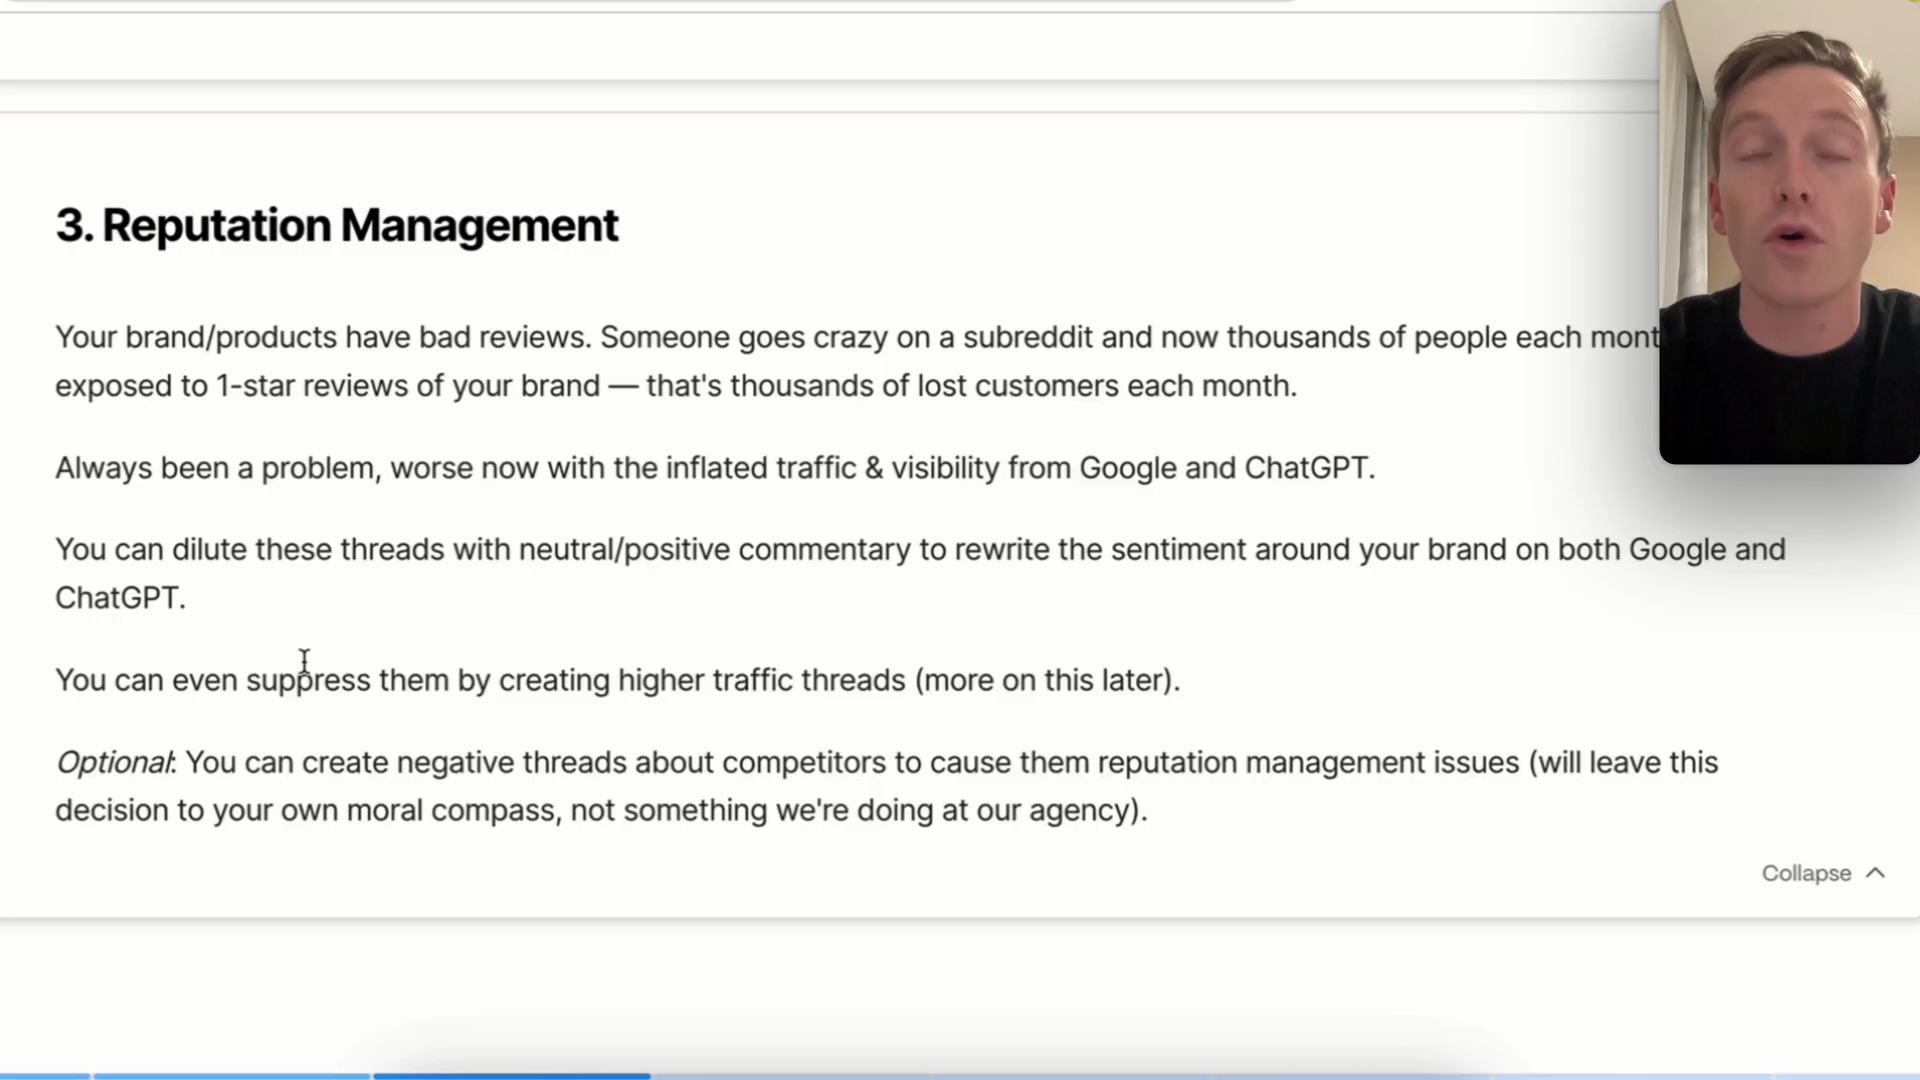 3. Reputation Management
Your brand/products have bad reviews. Someone goes crazy on a subreddit and now thousands of people each mont
exposed to 1-star reviews of your brand — that's thousands of lost customers each month.
Always been a problem, worse now with the inflated traffic & visibility from Google and ChatGPT.
You can dilute these threads with neutral/positive commentary to rewrite the sentiment around your brand on both Google and
ChatGPT.
You can even suppress them by creating higher traffic threads (more on this later).
Optional: You can create negative threads about competitors to cause them reputation management issues (will leave this
decision to your own moral compass, not something we're doing at our agency).
Collapse